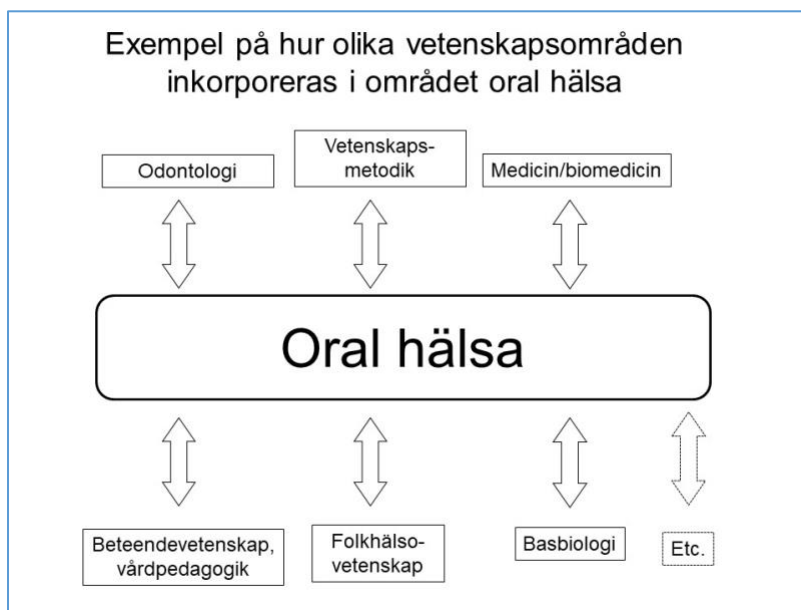 Exempel på hur olika vetenskapsområden
inkorporeras i området oral hälsa
Odontologi
Vetenskaps-
metodik
Medicin/biomedicin
Oral hälsa
Beteendevetenskap,
vårdpedagogik
Folkhälso-
vetenskap
Basbiologi
Etc.